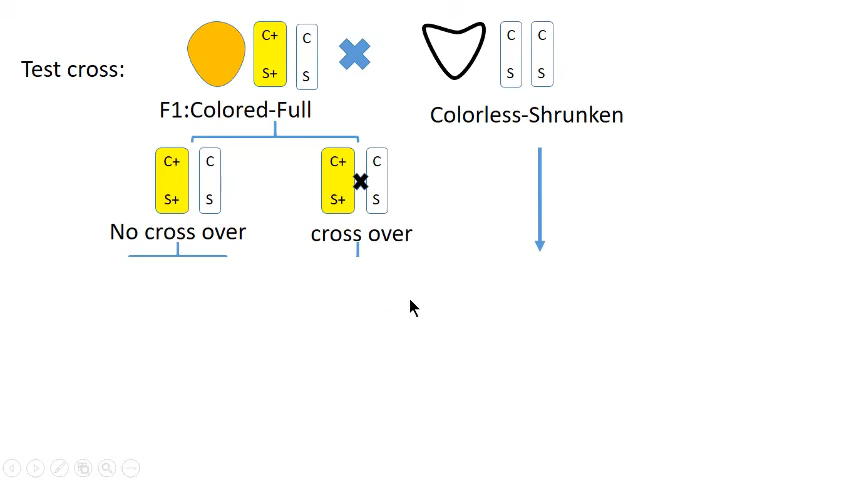 C+ C C C
Test cross: S+ S S S
F1:Colored-Full Colorless-Shrunken
C+ C C+ C
S+ S S+ S
No cross over cross over